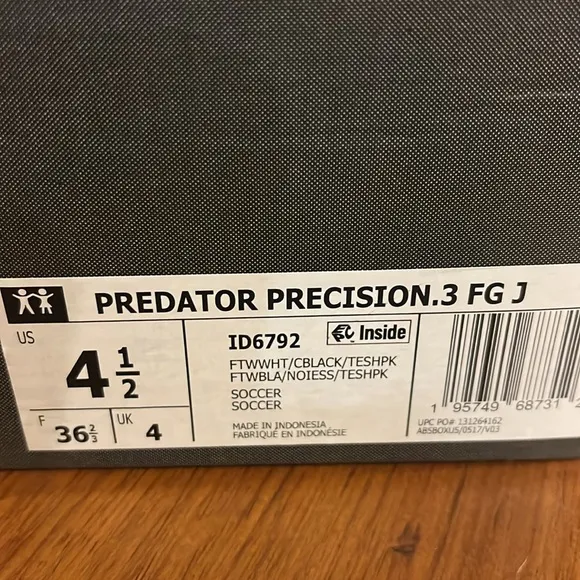 PREDATOR PRECISION.3 FG J
US
4 1/2
F 36 2/3
UK 4
ID6792
Inside
FTWWHT/CBLACK/TESHPK
FTWBLA/NOIESS/TESHPK
SOCCER
SOCCER
MADE IN INDONESIA
FABRIQUÉ EN INDONÉSIE
1 95749 68731
UPC PO# 131264162
ABSBOXUS/0517/V03